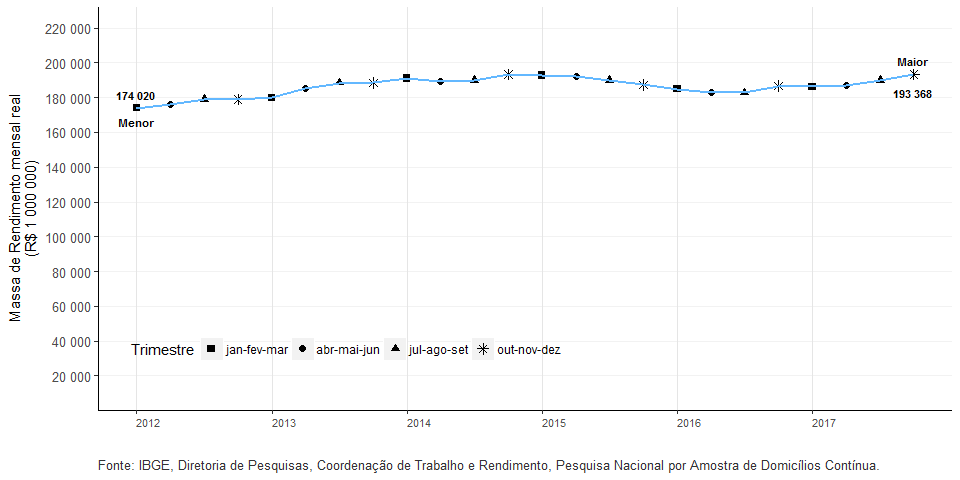 220 000
200 000
180 000
160 000
140 000
120 000
100 000
80 000
60 000
40 000
20 000
Massa de Rendimento mensal real
(R$ 1 000 000)
174 020
Menor
Maior
193 368
Trimestre jan-fev-mar abr-mai-jun jul-ago-set out-nov-dez
2012 2013 2014 2015 2016 2017
Fonte: IBGE, Diretoria de Pesquisas, Coordenação de Trabalho e Rendimento, Pesquisa Nacional por Amostra de Domicílios Contínua.